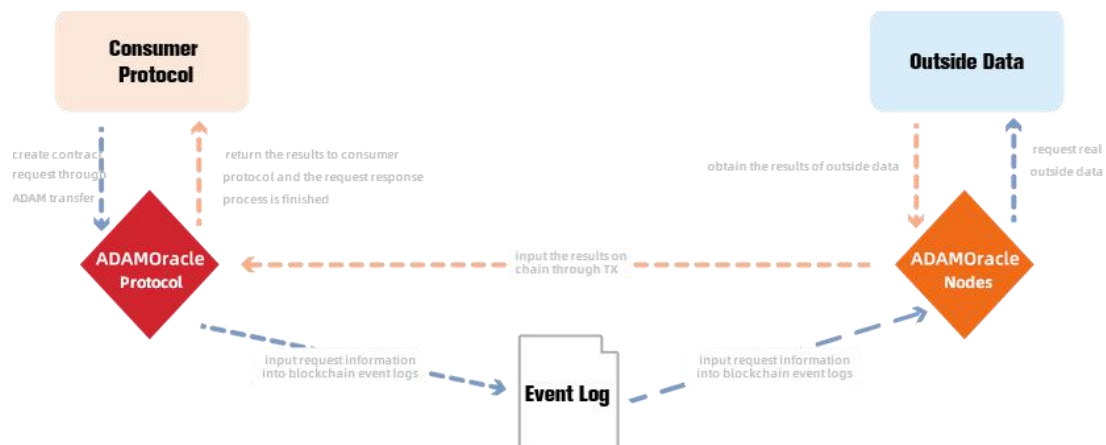 Consumer
Protocol
Outside Data
create contract
request through
ADAM transfer
return the results to consumer
protocol and the request response
process is finished
obtain the results of outside data
request real
outside data
ADAMOracle
Protocol
input the results on
chain through TX
ADAMOracle
Nodes
input request information
into blockchain event logs
Event Log
input request information
into blockchain event logs